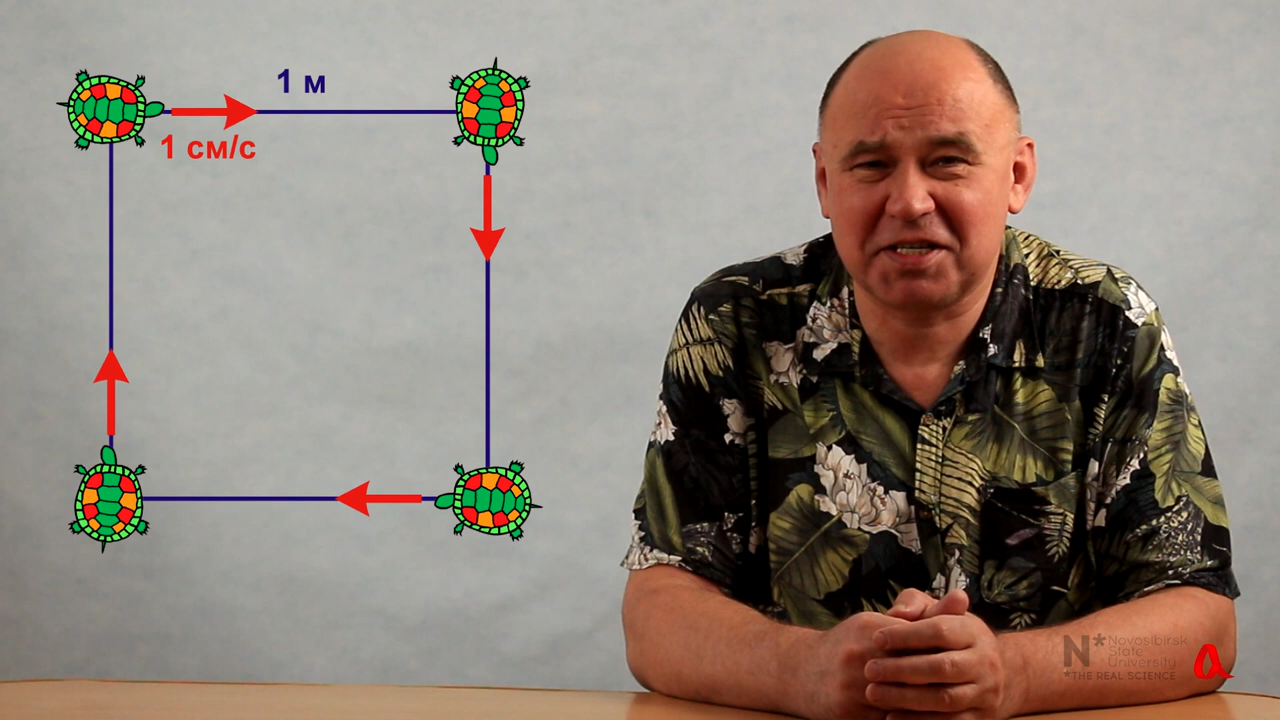 1 м
1 см/с
N* Novosibirsk
State
University
*THE REAL SCIENCE